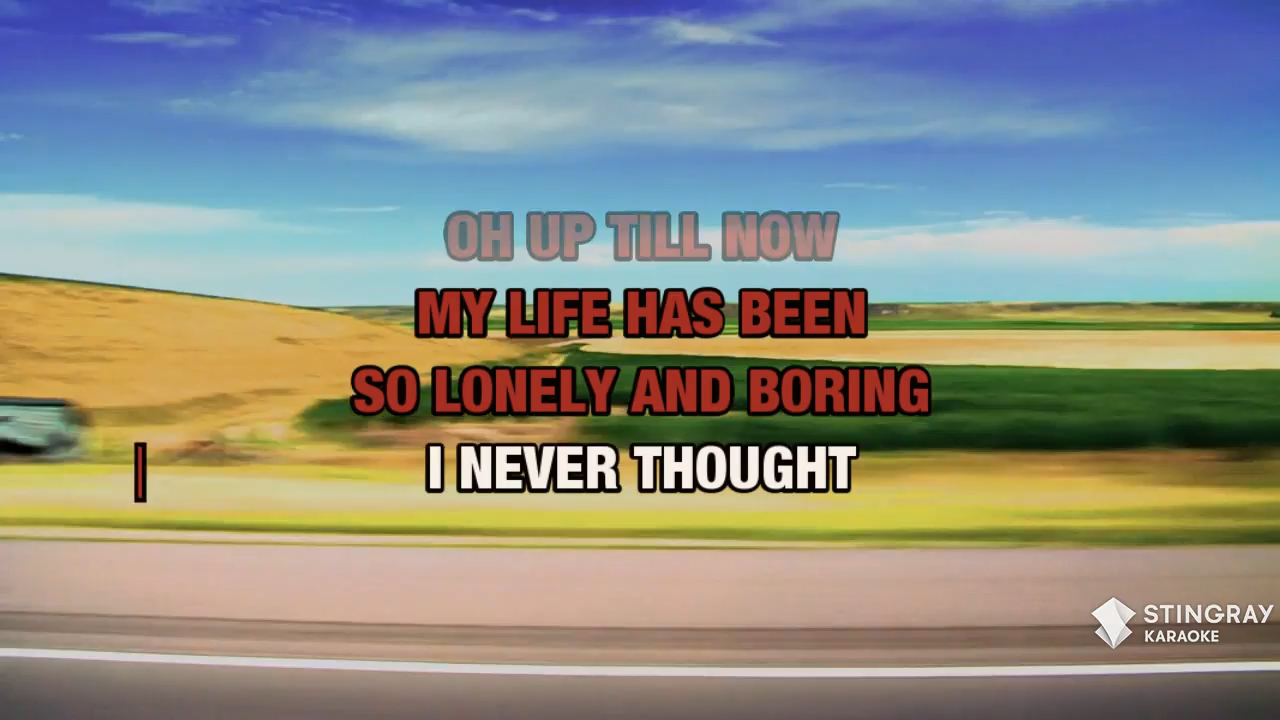 OH UP TILL NOW
MY LIFE HAS BEEN
SO LONELY AND BORING
I NEVER THOUGHT
STINGRAY
KARAOKE